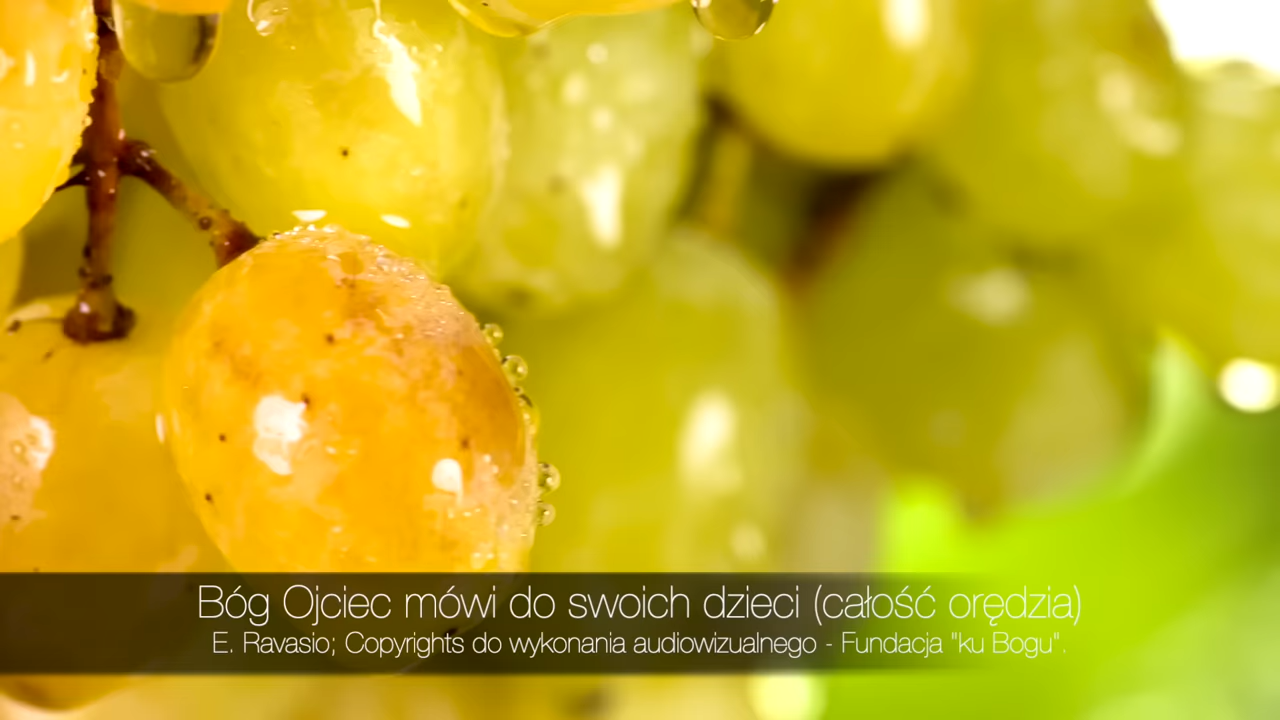 Bóg Ojciec mówi do swoich dzieci (całość orędzia)
E. Ravasio; Copyrights do wykonania audiowizualnego - Fundacja "ku Bogu".